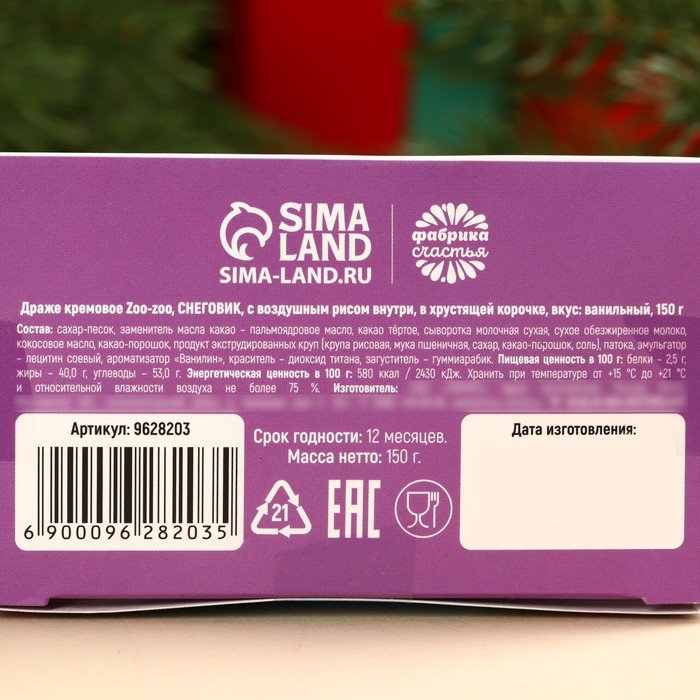 SIMA
LAND
SIMA-LAND.RU
фабрика
счастья
Драже кремовое Zoo-zoo, СНЕГОВИК, с воздушным рисом внутри, в хрустящей корочке, вкус: ванильный, 150 г
Состав: сахар-песок, заменитель масла какао – пальмоядровое масло, какао тёртое, сыворотка молочная сухая, сухое обезжиренное молоко,
кокосовое масло, какао-порошок, продукт экструдированных круп (крупа рисовая, мука пшеничная, сахар, какао-порошок, соль), патока, эмульгатор -
лецитин соевый, ароматизатор «Ванилин», краситель – диоксид титана, загуститель – гуммиарабик. Пищевая ценность в 100 г: белки – 2,5 г,
жиры – 40,0 г, углеводы – 53,0 г. Энергетическая ценность в 100 г: 580 ккал / 2430 кДж. Хранить при температуре от +15 °C до +21 °C
и относительной влажности воздуха не более 75 %. Изготовитель:
Артикул: 9628203
6 900096 282035
Срок годности: 12 месяцев.
Масса нетто: 150 г.
21
EAC
Дата изготовления: